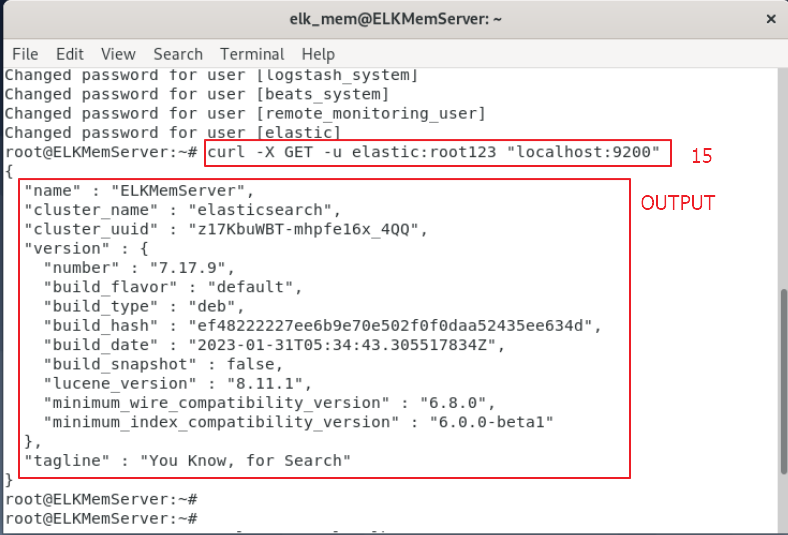 elk_mem@ELKMemServer: ~
×
File Edit View Search Terminal Help
Changed password for user [logstash_system]
Changed password for user [beats_system]
Changed password for user [remote_monitoring_user]
Changed password for user [elastic]
root@ELKMemServer:~# curl -X GET -u elastic:root123 "localhost:9200"
15
{
OUTPUT
  "name" : "ELKMemServer",
  "cluster_name" : "elasticsearch",
  "cluster_uuid" : "z17KbuWBT-mhpfe16x_4QQ",
  "version" : {
    "number" : "7.17.9",
    "build_flavor" : "default",
    "build_type" : "deb",
    "build_hash" : "ef48222227ee6b9e70e502f0f0daa52435ee634d",
    "build_date" : "2023-01-31T05:34:43.305517834Z",
    "build_snapshot" : false,
    "lucene_version" : "8.11.1",
    "minimum_wire_compatibility_version" : "6.8.0",
    "minimum_index_compatibility_version" : "6.0.0-beta1"
  },
  "tagline" : "You Know, for Search"
}
root@ELKMemServer:~#
root@ELKMemServer:~#